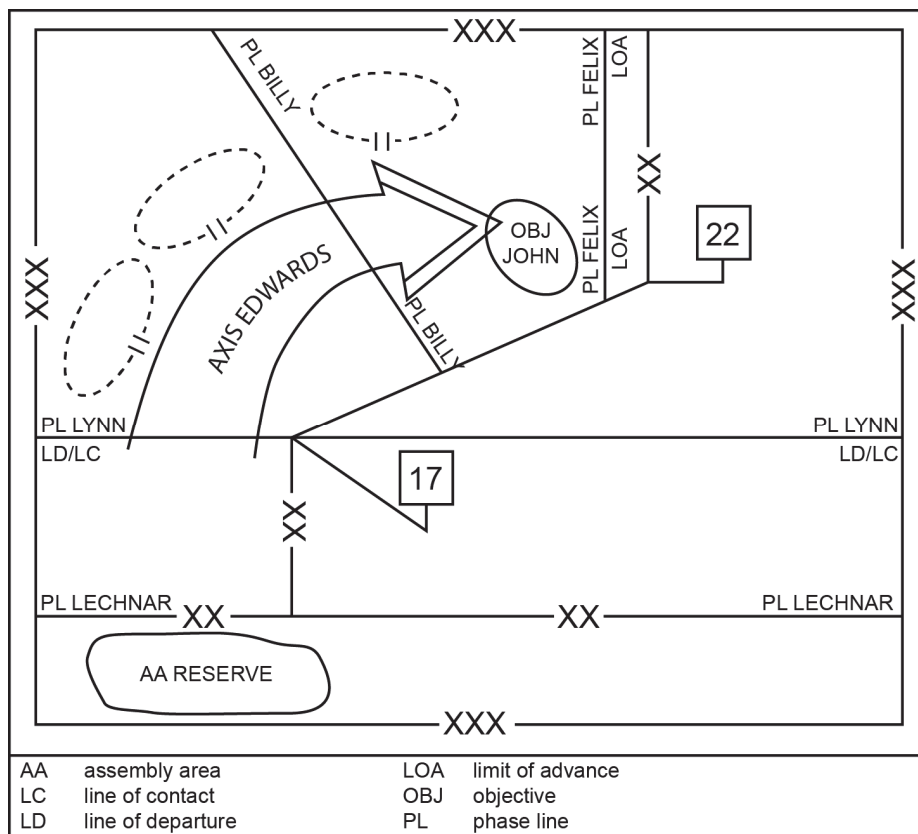 XXX
PL BILLY
PL FELIX
LOA
XX
II
II
II
22
OBJ
JOHN
PL FELIX
LOA
XXX
XXX
AXIS EDWARDS
PL BILLY
PL LYNN
PL LYNN
LD/LC
LD/LC
17
XX
PL LECHNAR
XX
XX
PL LECHNAR
AA RESERVE
XXX
AA assembly area
LC line of contact
LD line of departure
LOA limit of advance
OBJ objective
PL phase line